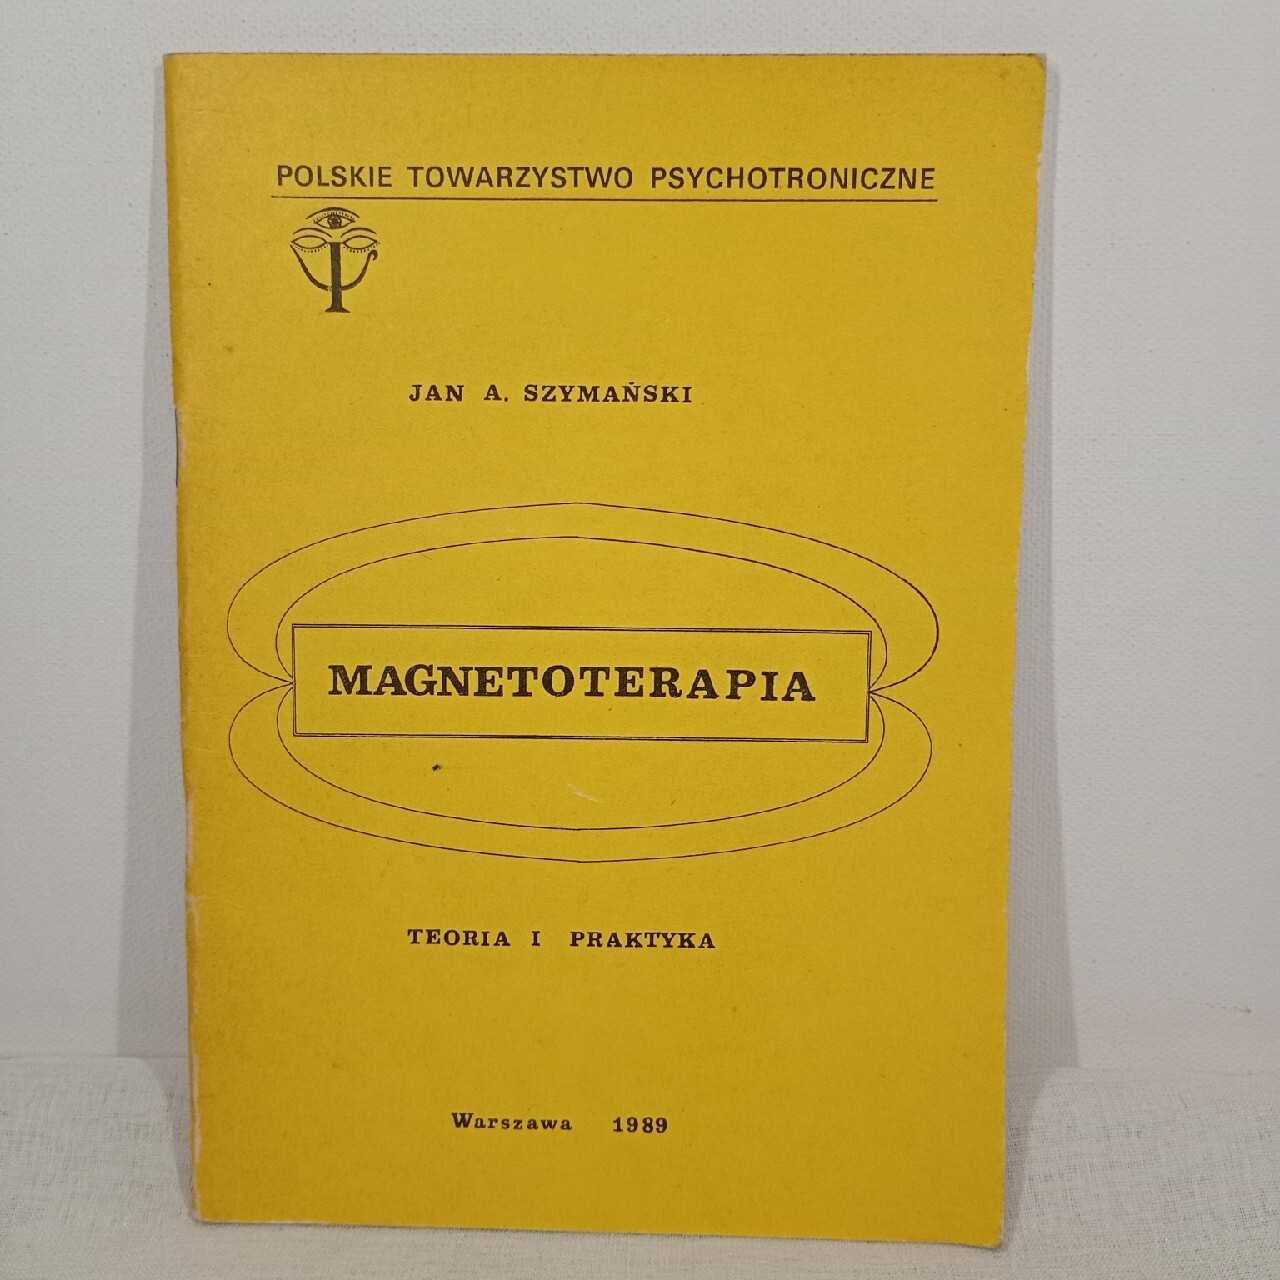 POLSKIE TOWARZYSTWO PSYCHOTRONICZNE
JAN A. SZYMAŃSKI
MAGNETOTERAPIA
TEORIA I PRAKTYKA
Warszawa 1989